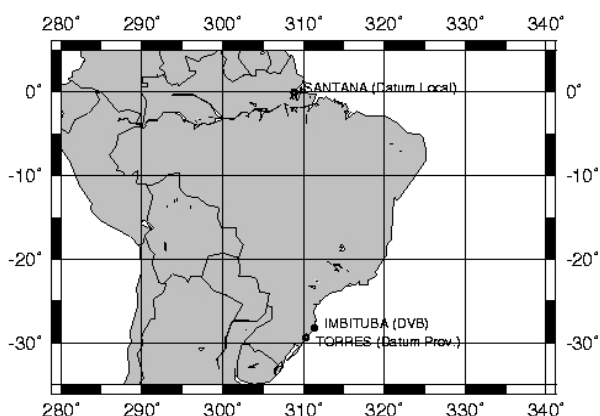 280° 290° 300° 310° 320° 330° 340°
0° SANTANA (Datum Local) 0°
-10° -10°
-20° -20°
IMBITUBA (DVB)
-30° TORRES (Datum Prov.) -30°
280° 290° 300° 310° 320° 330° 340°